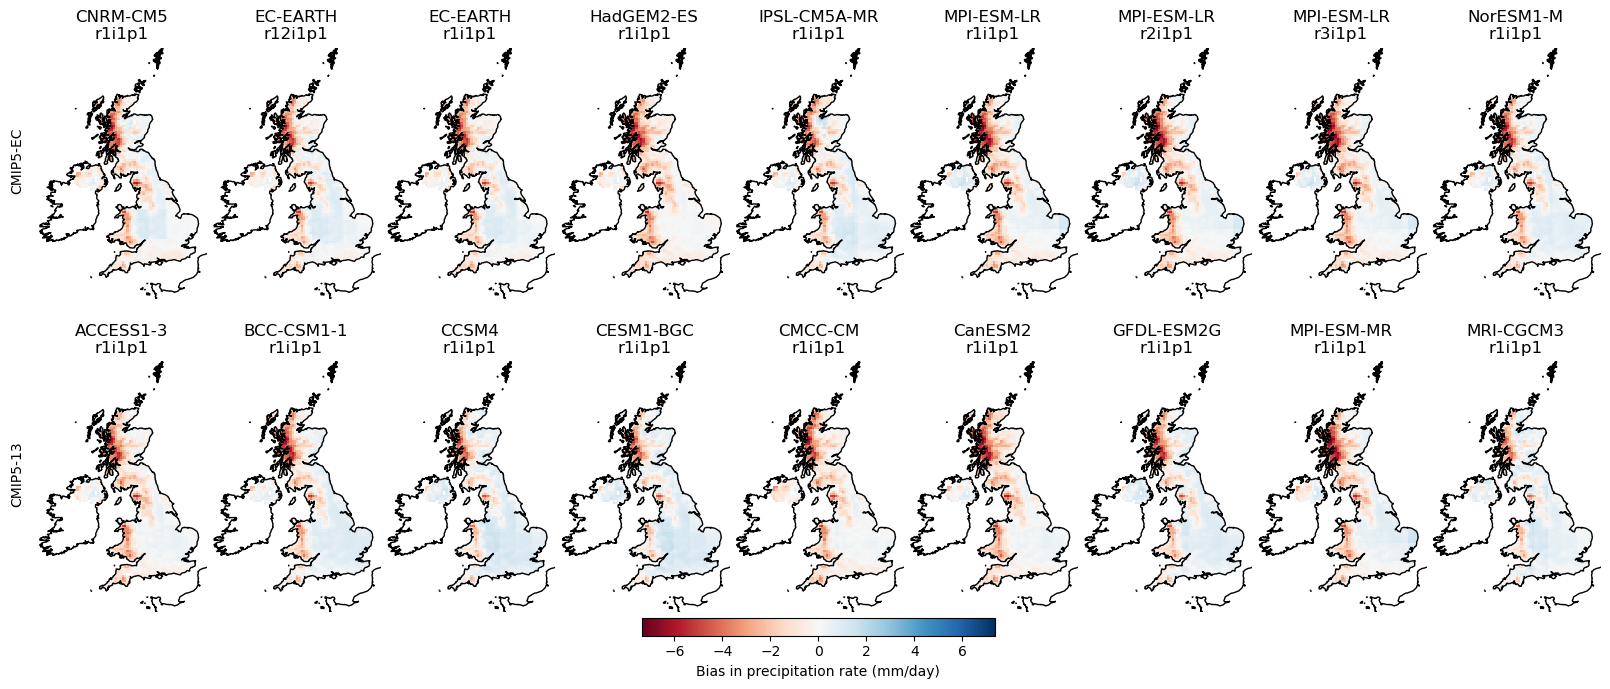 CNRM-CM5 EC-EARTH EC-EARTH HadGEM2-ES IPSL-CM5A-MR MPI-ESM-LR MPI-ESM-LR MPI-ESM-LR NorESM1-M
r1i1p1 r12i1p1 r1i1p1 r1i1p1 r1i1p1 r1i1p1 r2i1p1 r3i1p1 r1i1p1
CMIP5-EC
ACCESS1-3 BCC-CSM1-1 CCSM4 CESM1-BGC CMCC-CM CanESM2 GFDL-ESM2G MPI-ESM-MR MRI-CGCM3
r1i1p1 r1i1p1 r1i1p1 r1i1p1 r1i1p1 r1i1p1 r1i1p1 r1i1p1 r1i1p1
CMIP5-13
−6 −4 −2 0 2 4 6
Bias in precipitation rate (mm/day)